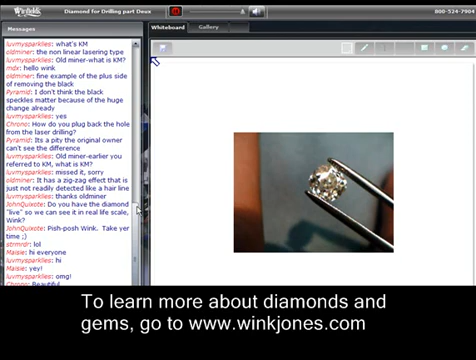 Winfields
Diamond for Drilling part Deus
800-524-7904
Messages
Whiteboard
Gallery
luvmysparklies: what's KM
oldminer: the non linear lasering type
luvmysparklies: Old miner-what is KM?
mdx: hello wink
oldminer: fine example of the plus side
of removing the black
Pyramid: I don't think the black
speckles matter because of the huge
change already
luvmysparklies: yes
Chrono: How do you plug back the hole
from the laser drilling?
Pyramid: Its a pity the original owner
can't see the difference
luvmysparklies: Old miner-earlier you
referred to KM, what is KM?
luvmysparklies: missed it, sorry
oldminer: It has a zig-zag effect that is
just not readily detected like a hair line
luvmysparklies: thanks oldminer
JohnQuixote: Do you have the diamond
"live" so we can see it in real life scale,
Wink?
JohnQuixote: Pish-posh Wink. Take yer
time ;)
strmrdr: lol
Maisie: hi everyone
luvmysparklies: hi
Maisie: yey!
luvmysparklies: omg!
Chrono: Beautiful
To learn more about diamonds and
gems, go to www.winkjones.com